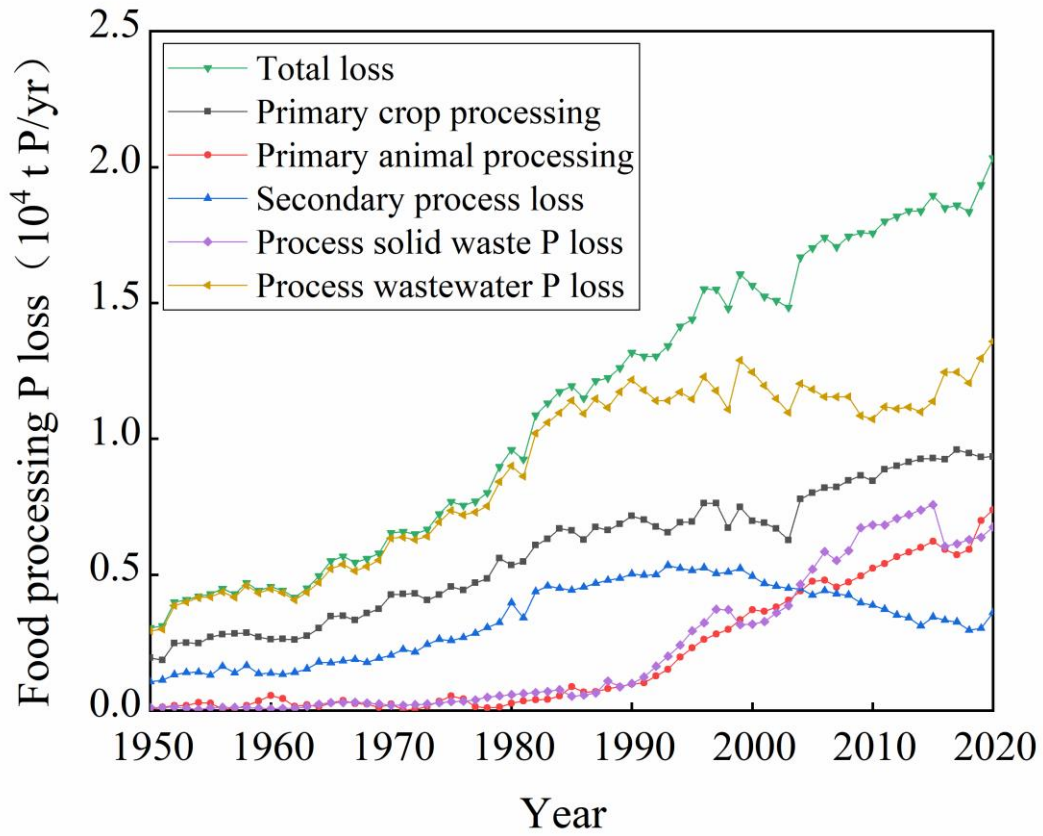 Food processing P loss（10⁴ t P/yr）
2.5
2.0
1.5
1.0
0.5
0.0
Total loss
Primary crop processing
Primary animal processing
Secondary process loss
Process solid waste P loss
Process wastewater P loss
1950 1960 1970 1980 1990 2000 2010 2020
Year